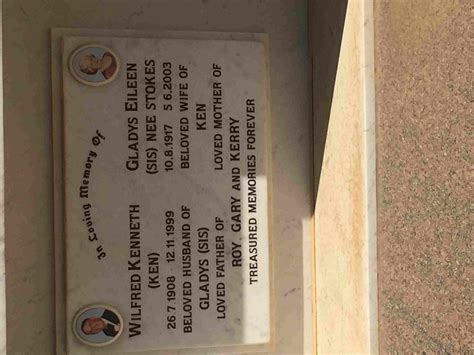 In Loving Memory Of
WILFRED KENNETH
(KEN)
26.7.1908 12.11.1999
BELOVED HUSBAND OF
GLADYS (SIS)
LOVED FATHER OF
GLADYS EILEEN
(SIS) NEE STOKES
10.8.1917 5.6.2003
BELOVED WIFE OF
KEN
LOVED MOTHER OF
ROY GARY AND KERRY
TREASURED MEMORIES FOREVER